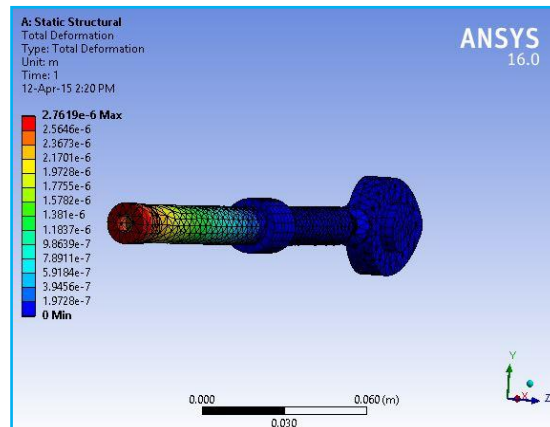 A: Static Structural
Total Deformation
Type: Total Deformation
Unit: m
Time: 1
12-Apr-15 2:20 PM
ANSYS
16.0
2.7619e-6 Max
2.5646e-6
2.3673e-6
2.1701e-6
1.9728e-6
1.7755e-6
1.5782e-6
1.381e-6
1.1837e-6
9.8639e-7
7.8911e-7
5.9184e-7
3.9456e-7
1.9728e-7
0 Min
Y
X
Z
0.000
0.060 (m)
0.030